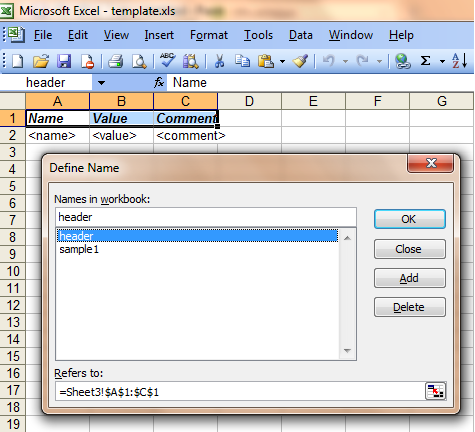 Microsoft Excel - template.xls
File Edit View Insert Format Tools Data Window Help
header fx Name
A B C D E F G
1 Name Value Comment
2 <name> <value> <comment>
3
4
5
6
7
8
9
10
11
12
13
14
15
16
17
18
19
Define Name
Names in workbook:
header
OK
header
sample1
Close
Add
Delete
Refers to:
=Sheet3!$A$1:$C$1